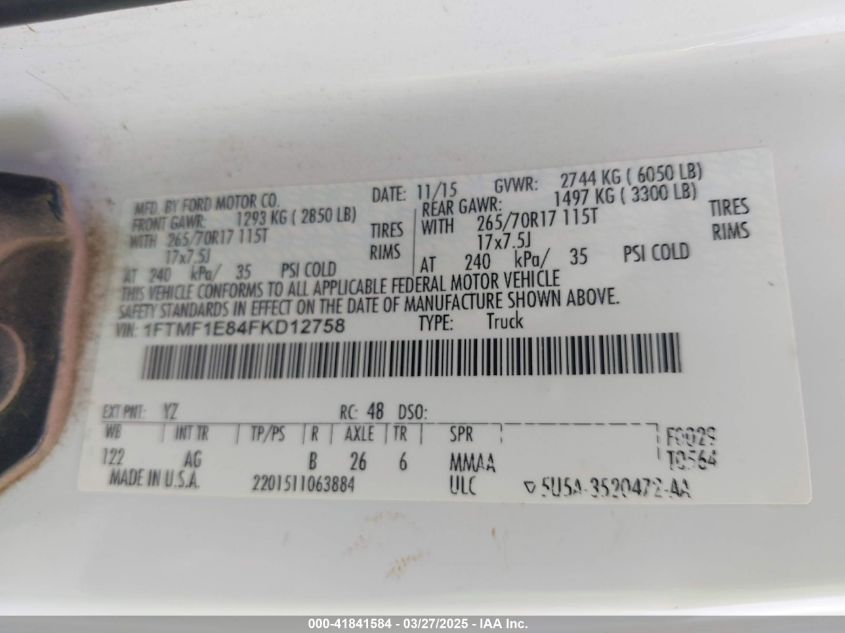 MFD. BY FORD MOTOR CO. DATE: 11/15 GVWR: 2744 KG ( 6050 LB)
FRONT GAWR: 1293 KG ( 2850 LB) REAR GAWR: 1497 KG ( 3300 LB)
WITH 265/70R17 115T TIRES WITH 265/70R17 115T TIRES
17x7.5J RIMS 17x7.5J RIMS
AT 240 kPa/ 35 PSI COLD AT 240 kPa/ 35 PSI COLD
THIS VEHICLE CONFORMS TO ALL APPLICABLE FEDERAL MOTOR VEHICLE
SAFETY STANDARDS IN EFFECT ON THE DATE OF MANUFACTURE SHOWN ABOVE.
VIN: 1FTMF1E84FKD12758 TYPE: Truck
EXT PNT: YZ RC: 48 DSO:
WB INT TR TP/PS R AXLE TR SPR F0029
122 AG B 26 6 MMAA T0564
MADE IN U.S.A. 2201511063884 ULC ▽ 5U5A-3520472-AA
000-41841584 - 03/27/2025 - IAA Inc.